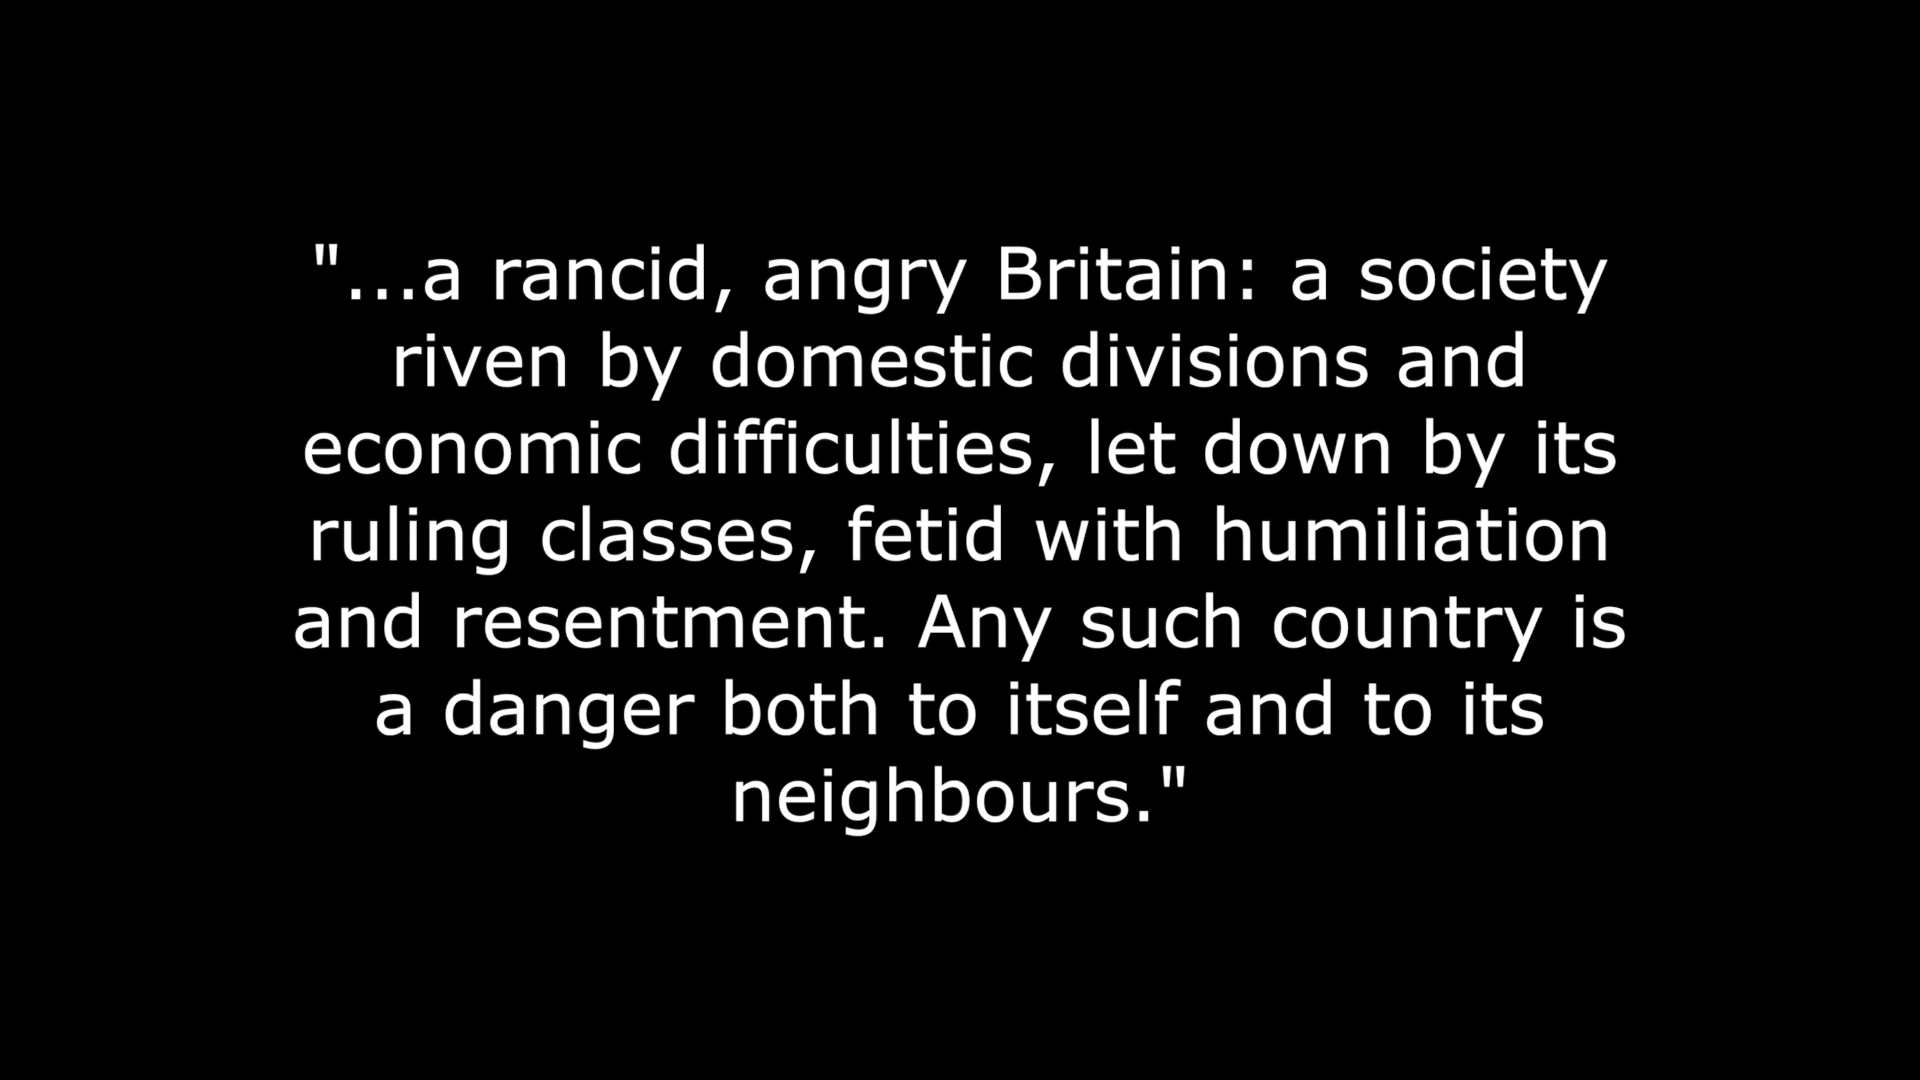 "...a rancid, angry Britain: a society
riven by domestic divisions and
economic difficulties, let down by its
ruling classes, fetid with humiliation
and resentment. Any such country is
a danger both to itself and to its
neighbours."